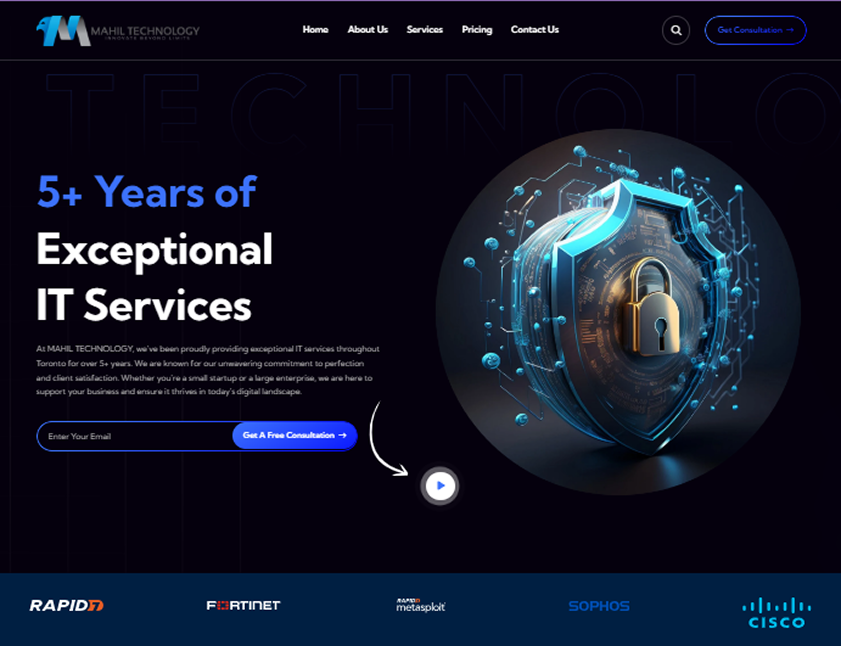 MAHIL TECHNOLOGY
INNOVATE BEYOND LIMITS
Home
About Us
Services
Pricing
Contact Us
Get Consultation →
TECHNOLO
5+ Years of
Exceptional
IT Services
At MAHIL TECHNOLOGY, we've been proudly providing exceptional IT services throughout
Toronto for over 5+ years. We are known for our unwavering commitment to perfection
and client satisfaction. Whether you're a small startup or a large enterprise, we are here to
support your business and ensure it thrives in today's digital landscape.
Enter Your Email
Get A Free Consultation →
RAPID7
FORTINET
RAPID7
metasploit
SOPHOS
CISCO